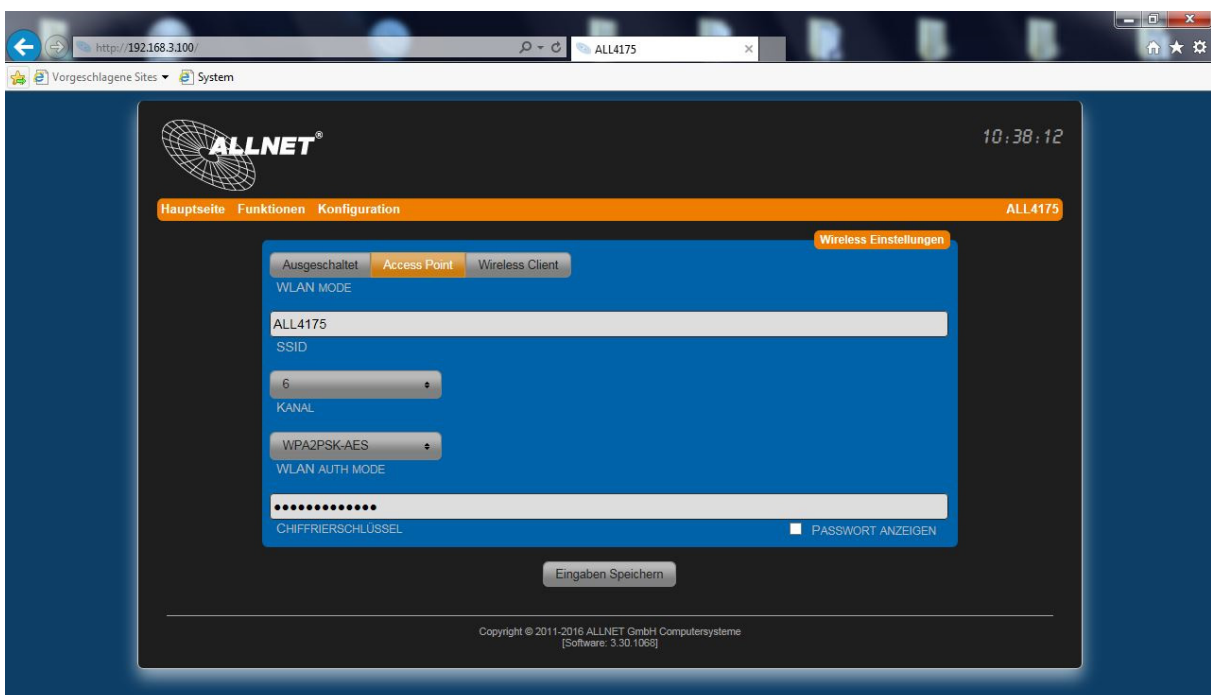 http://192.168.3.100/
ALL4175
Vorgeschlagene Sites
System
ALLNET®
10:38:12
Hauptseite Funktionen Konfiguration ALL4175
Wireless Einstellungen
Ausgeschaltet Access Point Wireless Client
WLAN MODE
ALL4175
SSID
6
KANAL
WPA2PSK-AES
WLAN AUTH MODE
•••••••••••••
CHIFFRIERSCHLÜSSEL PASSWORT ANZEIGEN
Eingaben Speichern
Copyright © 2011-2016 ALLNET GmbH Computersysteme
[Software: 3.30.1068]